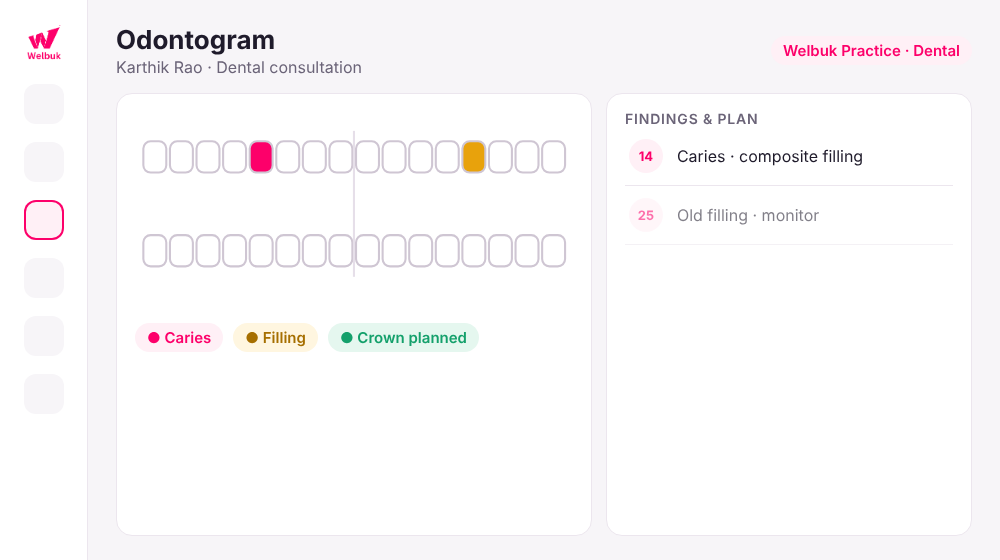 Welbuk
Odontogram
Karthik Rao · Dental consultation
Welbuk Practice · Dental
Caries
Filling
Crown planned
FINDINGS & PLAN
14 Caries · composite filling
25 Old filling · monitor